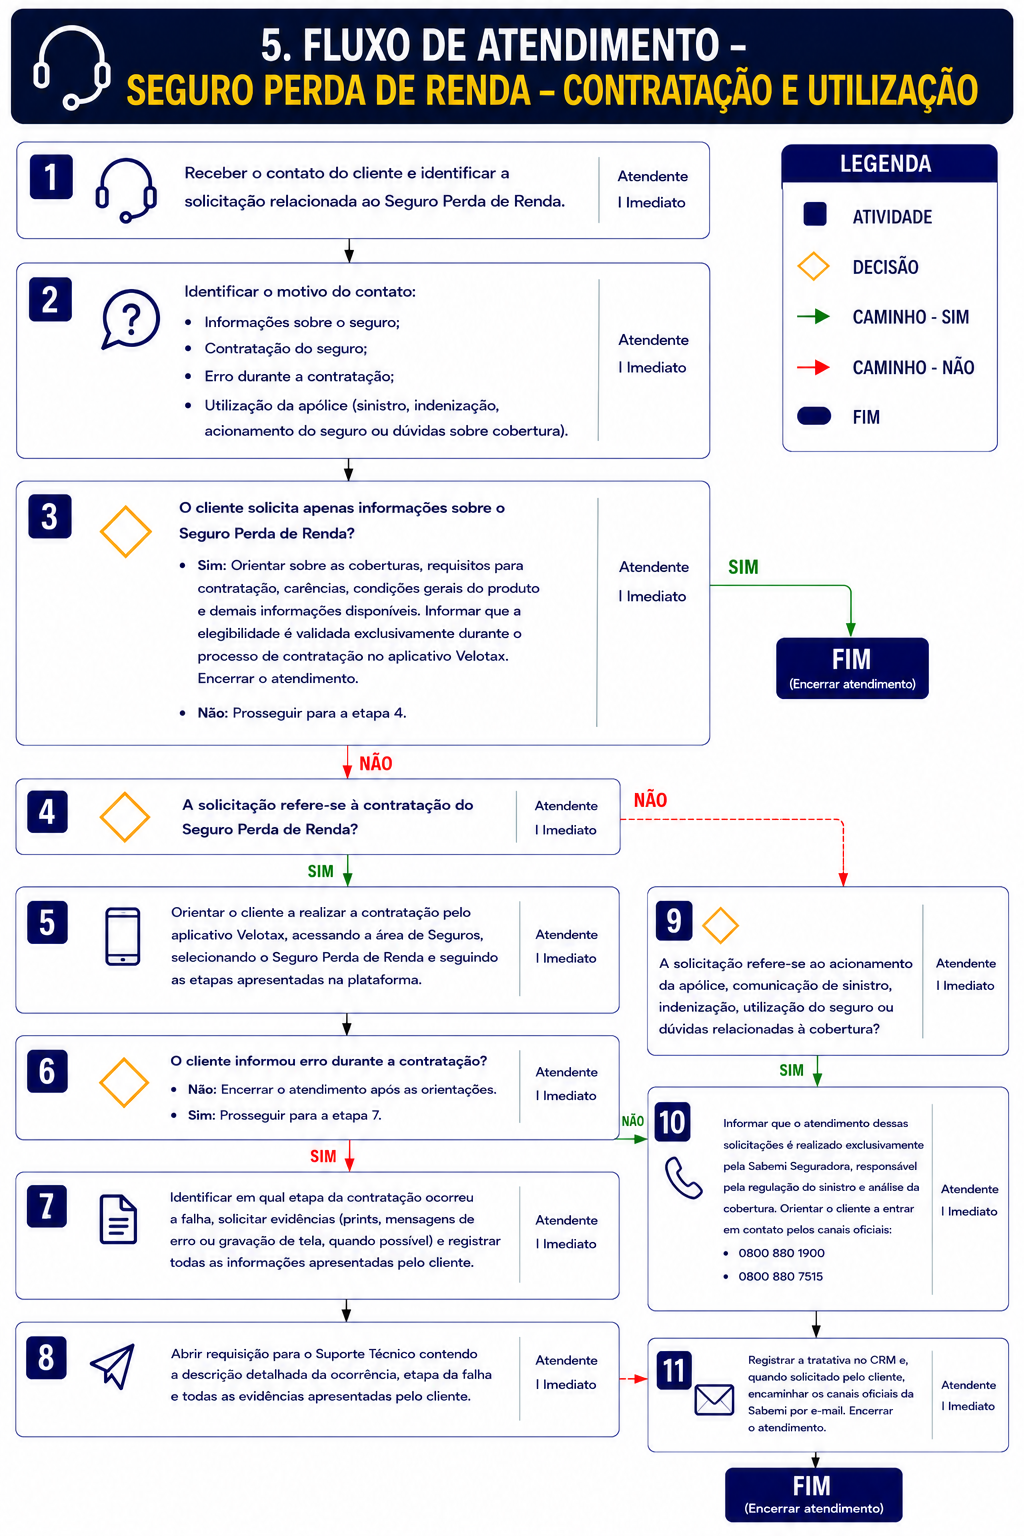 5. FLUXO DE ATENDIMENTO –
SEGURO PERDA DE RENDA – CONTRATAÇÃO E UTILIZAÇÃO
1
Receber o contato do cliente e identificar a
solicitação relacionada ao Seguro Perda de Renda.
Atendente
| Imediato
LEGENDA
ATIVIDADE
DECISÃO
CAMINHO - SIM
CAMINHO - NÃO
FIM
2
Identificar o motivo do contato:
• Informações sobre o seguro;
• Contratação do seguro;
• Erro durante a contratação;
• Utilização da apólice (sinistro, indenização,
acionamento do seguro ou dúvidas sobre cobertura).
Atendente
| Imediato
3
O cliente solicita apenas informações sobre o
Seguro Perda de Renda?
• Sim: Orientar sobre as coberturas, requisitos para
contratação, carências, condições gerais do produto
e demais informações disponíveis. Informar que a
elegibilidade é validada exclusivamente durante o
processo de contratação no aplicativo Velotax.
Encerrar o atendimento.
• Não: Prosseguir para a etapa 4.
Atendente
| Imediato
SIM
FIM
(Encerrar atendimento)
NÃO
4
A solicitação refere-se à contratação do
Seguro Perda de Renda?
Atendente
| Imediato
NÃO
SIM
5
Orientar o cliente a realizar a contratação pelo
aplicativo Velotax, acessando a área de Seguros,
selecionando o Seguro Perda de Renda e seguindo
as etapas apresentadas na plataforma.
Atendente
| Imediato
6
O cliente informou erro durante a contratação?
• Não: Encerrar o atendimento após as orientações.
• Sim: Prosseguir para a etapa 7.
Atendente
| Imediato
NÃO
SIM
7
Identificar em qual etapa da contratação ocorreu
a falha, solicitar evidências (prints, mensagens de
erro ou gravação de tela, quando possível) e registrar
todas as informações apresentadas pelo cliente.
Atendente
| Imediato
8
Abrir requisição para o Suporte Técnico contendo
a descrição detalhada da ocorrência, etapa da falha
e todas as evidências apresentadas pelo cliente.
Atendente
| Imediato
9
A solicitação refere-se ao acionamento
da apólice, comunicação de sinistro,
indenização, utilização do seguro ou
dúvidas relacionadas à cobertura?
Atendente
| Imediato
SIM
10
Informar que o atendimento dessas
solicitações é realizado exclusivamente
pela Sabemi Seguradora, responsável
pela regulação do sinistro e análise da
cobertura. Orientar o cliente a entrar
em contato pelos canais oficiais:
• 0800 880 1900
• 0800 880 7515
Atendente
| Imediato
11
Registrar a tratativa no CRM e,
quando solicitado pelo cliente,
encaminhar os canais oficiais da
Sabemi por e-mail. Encerrar
o atendimento.
Atendente
| Imediato
FIM
(Encerrar atendimento)